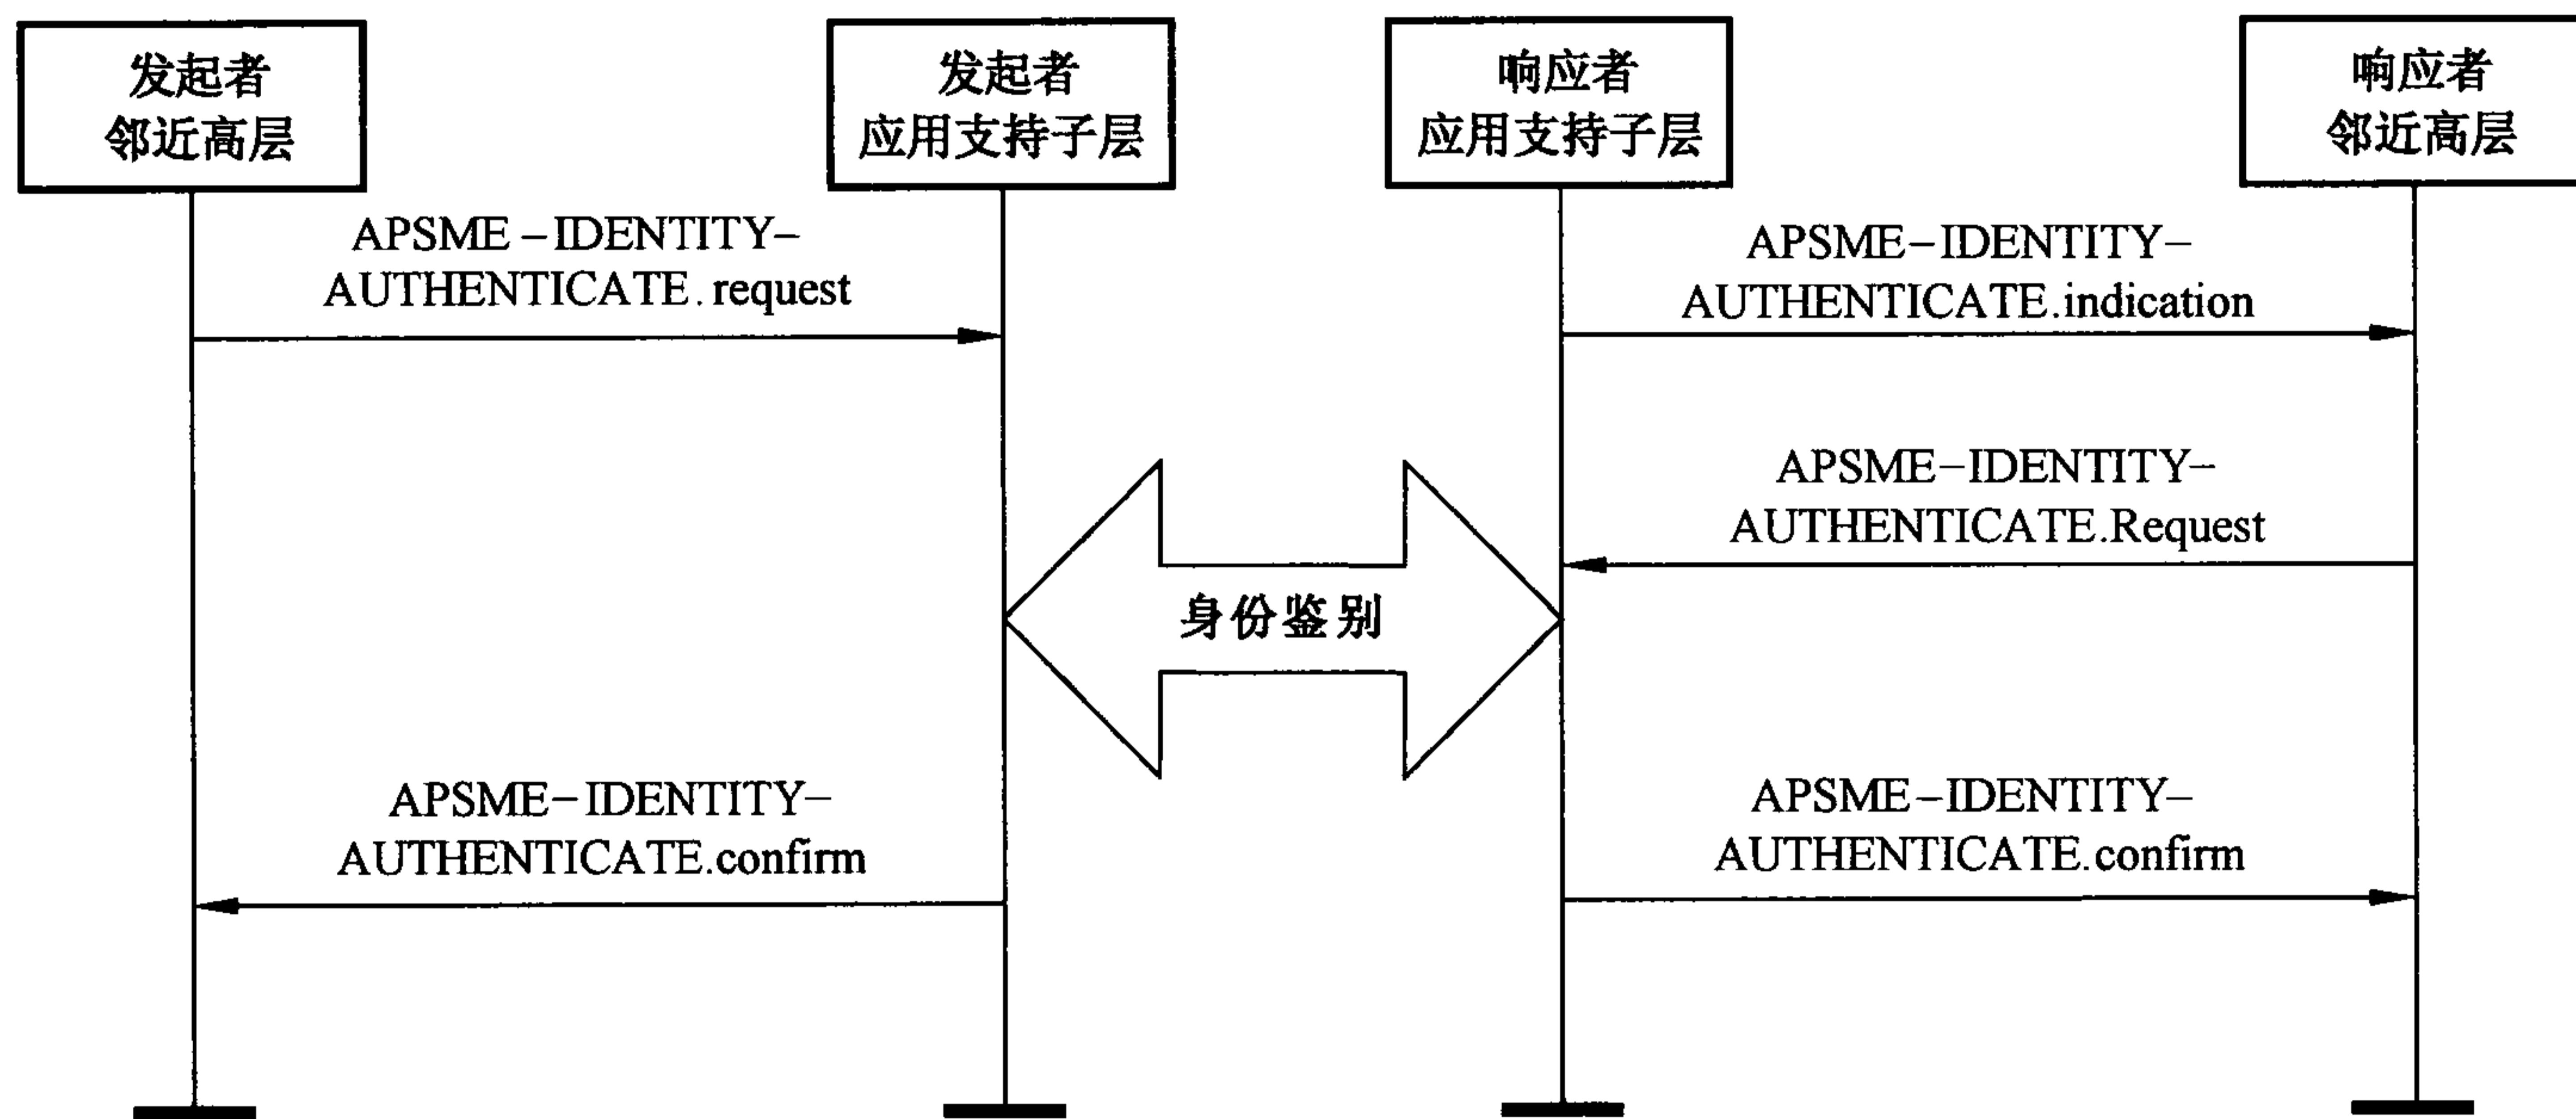 发起者
邻近高层
发起者
应用支持子层
响应者
应用支持子层
响应者
邻近高层
APSME–IDENTITY–
AUTHENTICATE.request
APSME–IDENTITY–
AUTHENTICATE.indication
APSME–IDENTITY–
AUTHENTICATE.Request
身份鉴别
APSME–IDENTITY–
AUTHENTICATE.confirm
APSME–IDENTITY–
AUTHENTICATE.confirm